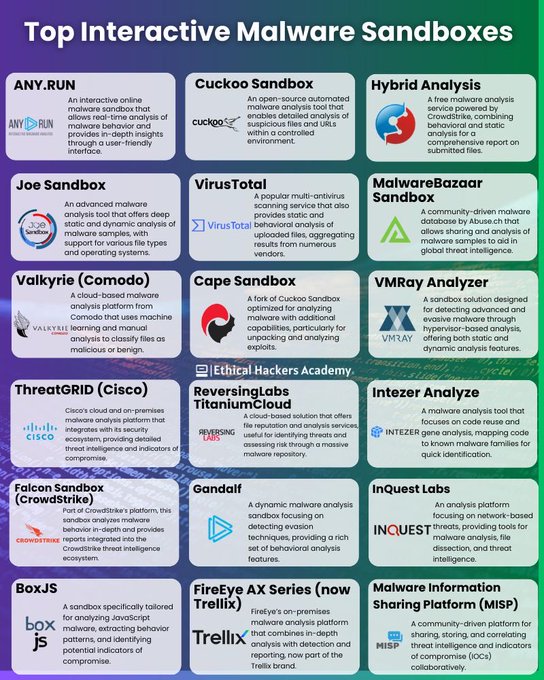 Top Interactive Malware Sandboxes
ANY.RUN
ANY RUN
An interactive online
malware sandbox that
allows real-time analysis of
malware behavior and
provides in-depth insights
through a user-friendly
interface.
Cuckoo Sandbox
cuckoo
An open-source automated
malware analysis tool that
enables detailed analysis of
suspicious files and URLs
within a controlled
environment.
Hybrid Analysis
A free malware analysis
service powered by
CrowdStrike, combining
behavioral and static
analysis for a
comprehensive report on
submitted files.
Joe Sandbox
Joe
Sandbox
An advanced malware
analysis tool that offers deep
static and dynamic analysis of
malware samples, with
support for various file types
and operating systems.
VirusTotal
VirusTotal
A popular multi-antivirus
scanning service that also
provides static and
behavioral analysis of
uploaded files, aggregating
results from numerous
vendors.
MalwareBazaar
Sandbox
A community-driven malware
database by Abuse.ch that
allows sharing and analysis of
malware samples to aid in
global threat intelligence.
Valkyrie (Comodo)
VALKYRIE
COMODO
A cloud-based malware
analysis platform from
Comodo that uses machine
learning and manual
analysis to classify files as
malicious or benign.
Cape Sandbox
A fork of Cuckoo Sandbox
optimized for analyzing
malware with additional
capabilities, particularly for
unpacking and analyzing
exploits.
VMRay Analyzer
VMRAY
A sandbox solution designed
for detecting advanced and
evasive malware through
hypervisor-based analysis,
offering both static and
dynamic analysis features.
|Ethical Hackers Academy
ThreatGRID (Cisco)
CISCO
Cisco's cloud and on-premises
malware analysis platform that
integrates with its security
ecosystem, providing detailed
threat intelligence and indicators of
compromise.
ReversingLabs
TitaniumCloud
REVERSING
LABS
A cloud-based solution that offers
file reputation and analysis services,
useful for identifying threats and
assessing risk through a massive
malware repository.
Intezer Analyze
INTEZER
A malware analysis tool that
focuses on code reuse and
gene analysis, mapping code
to known malware families for
quick identification.
Falcon Sandbox
(CrowdStrike)
CROWDSTRIKE
Part of CrowdStrike's platform, this
sandbox analyzes malware
behavior in-depth and provides
reports integrated into the
CrowdStrike threat intelligence
ecosystem.
Gandalf
A dynamic malware analysis
sandbox focusing on
detecting evasion
techniques, providing a rich
set of behavioral analysis
features.
InQuest Labs
INQUEST
An analysis platform
focusing on network-based
threats, providing tools for
malware analysis, file
dissection, and threat
intelligence.
BoxJS
box
js
A sandbox specifically tailored
for analyzing JavaScript
malware, extracting behavior
patterns, and identifying
potential indicators of
compromise.
FireEye AX Series (now
Trellix)
Trellix
FireEye's on-premises
malware analysis platform
that combines in-depth
analysis with detection and
reporting, now part of the
Trellix brand.
Malware Information
Sharing Platform (MISP)
MISP
A community-driven platform for
sharing, storing, and correlating
threat intelligence and indicators
of compromise (IOCs)
collaboratively.